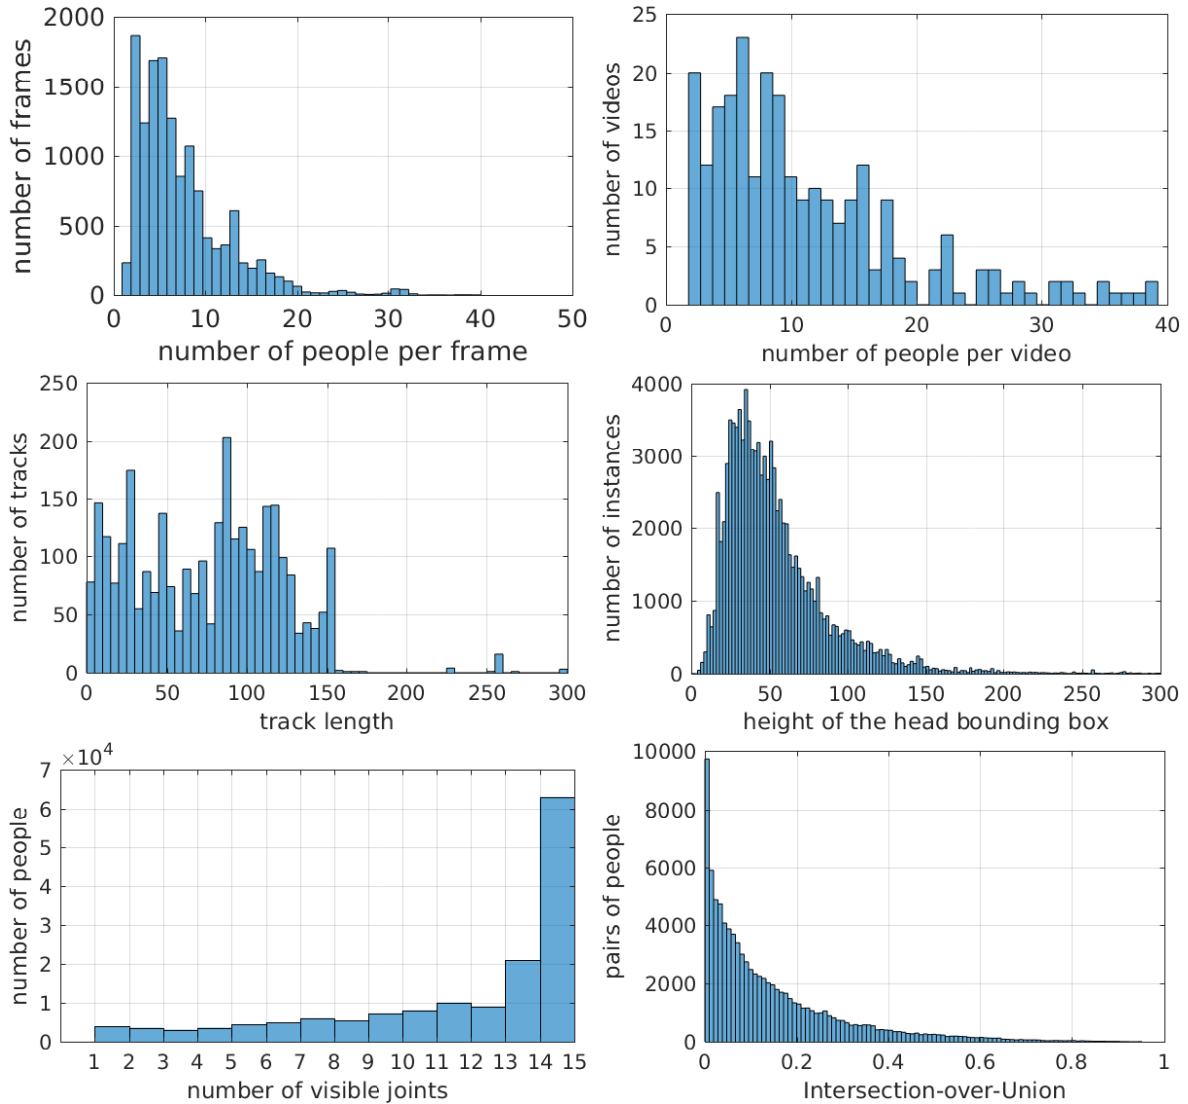 2000
1500
1000
500
0
0 10 20 30 40 50
number of frames
number of people per frame
25
20
15
10
5
0
0 10 20 30 40
number of videos
number of people per video
250
200
150
100
50
0
0 50 100 150 200 250 300
number of tracks
track length
4000
3000
2000
1000
0
0 50 100 150 200 250 300
number of instances
height of the head bounding box
×10⁴
7
6
5
4
3
2
1
0
1 2 3 4 5 6 7 8 9 10 11 12 13 14 15
number of people
number of visible joints
10000
8000
6000
4000
2000
0
0 0.2 0.4 0.6 0.8 1
pairs of people
Intersection-over-Union